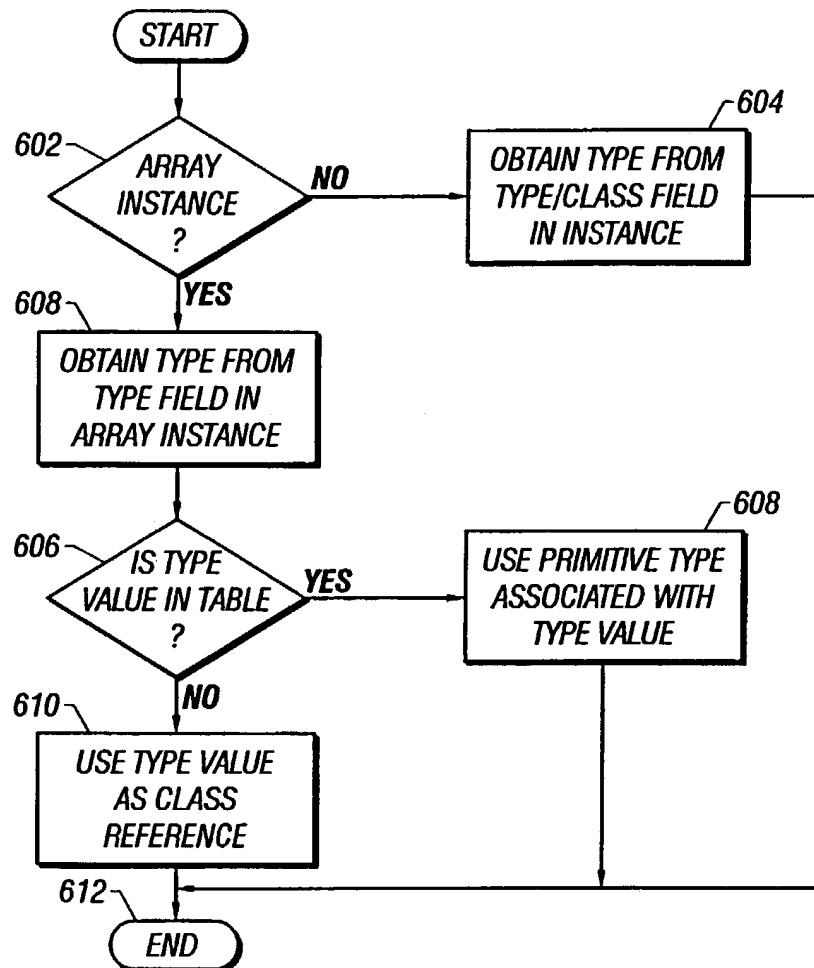 START
602
ARRAY
INSTANCE
?
NO
604
OBTAIN TYPE FROM
TYPE/CLASS FIELD
IN INSTANCE
YES
608
OBTAIN TYPE FROM
TYPE FIELD IN
ARRAY INSTANCE
606
IS TYPE
VALUE IN TABLE
?
YES
608
USE PRIMITIVE TYPE
ASSOCIATED WITH
TYPE VALUE
NO
610
USE TYPE VALUE
AS CLASS
REFERENCE
612
END